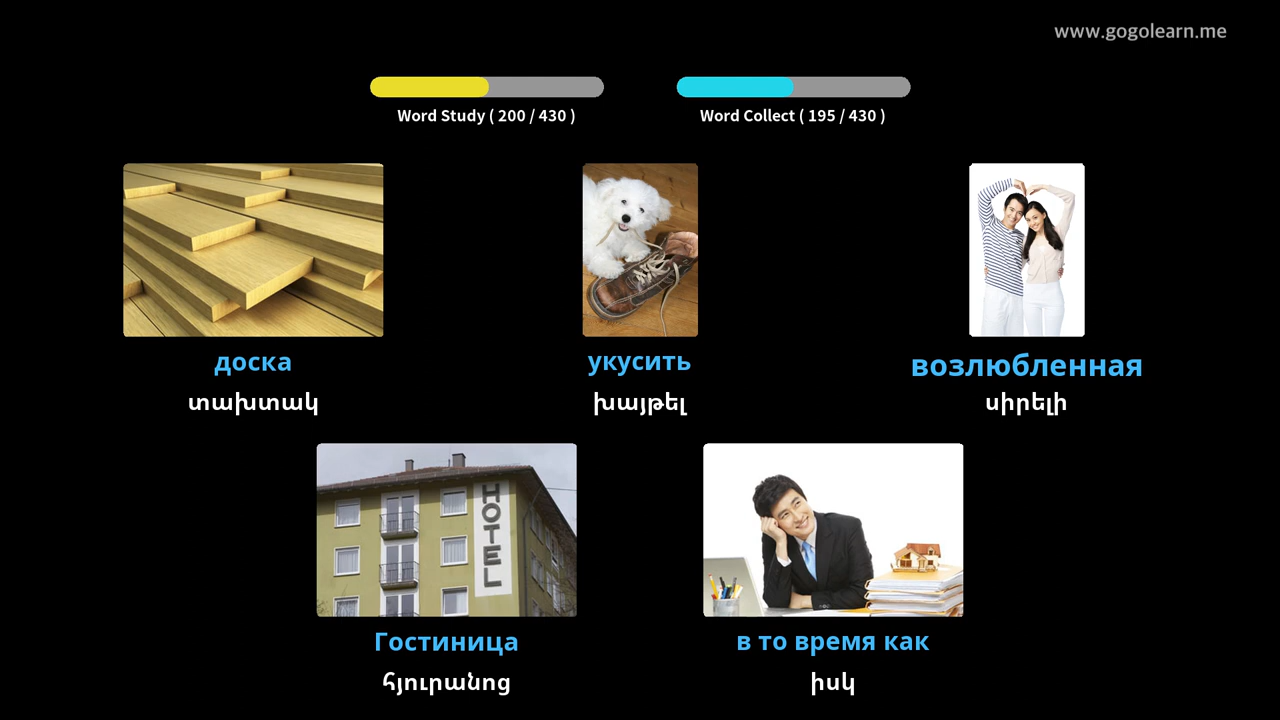 www.gogolearn.me
Word Study ( 200 / 430 )
Word Collect ( 195 / 430 )
доска
укусить
возлюбленная
տախտակ
խայթել
սիրելի
HOTEL
Гостиница
в то время как
հյուրանոց
իսկ